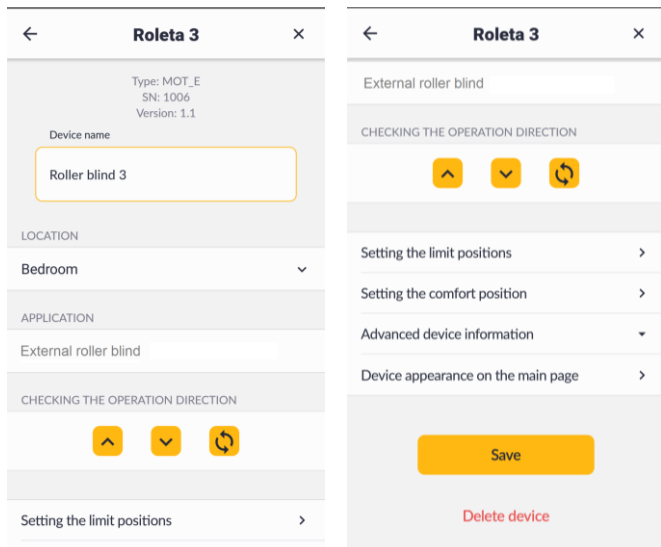 Roleta 3
Type: MOT_E
SN: 1006
Version: 1.1
Device name
Roller blind 3
LOCATION
Bedroom
APPLICATION
External roller blind
CHECKING THE OPERATION DIRECTION
Setting the limit positions
Roleta 3
External roller blind
CHECKING THE OPERATION DIRECTION
Setting the limit positions
Setting the comfort position
Advanced device information
Device appearance on the main page
Save
Delete device